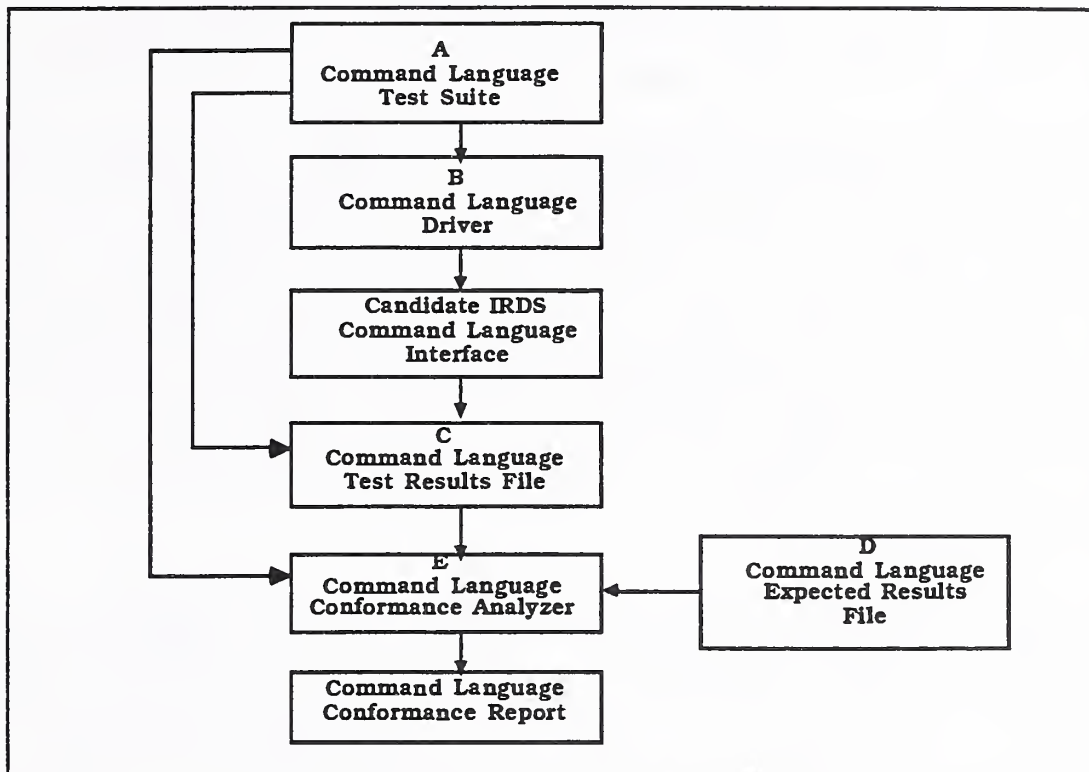 A
Command Language
Test Suite
B
Command Language
Driver
Candidate IRDS
Command Language
Interface
C
Command Language
Test Results File
E
Command Language
Conformance Analyzer
D
Command Language
Expected Results
File
Command Language
Conformance Report